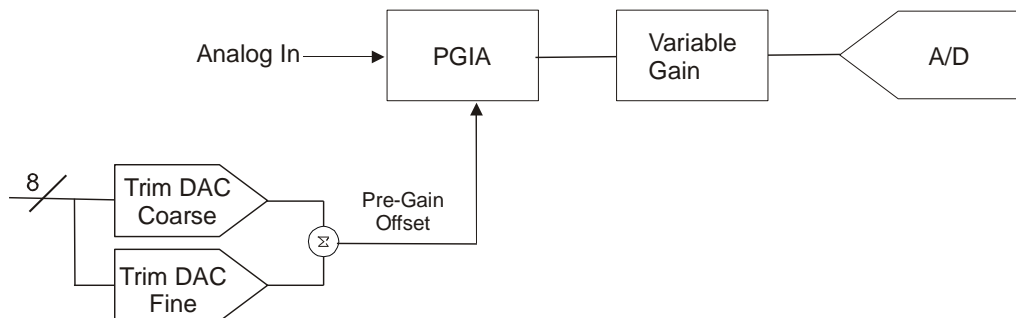 Analog In
PGIA
Variable
Gain
A/D
8
Trim DAC
Coarse
Pre-Gain
Offset
Σ
Trim DAC
Fine